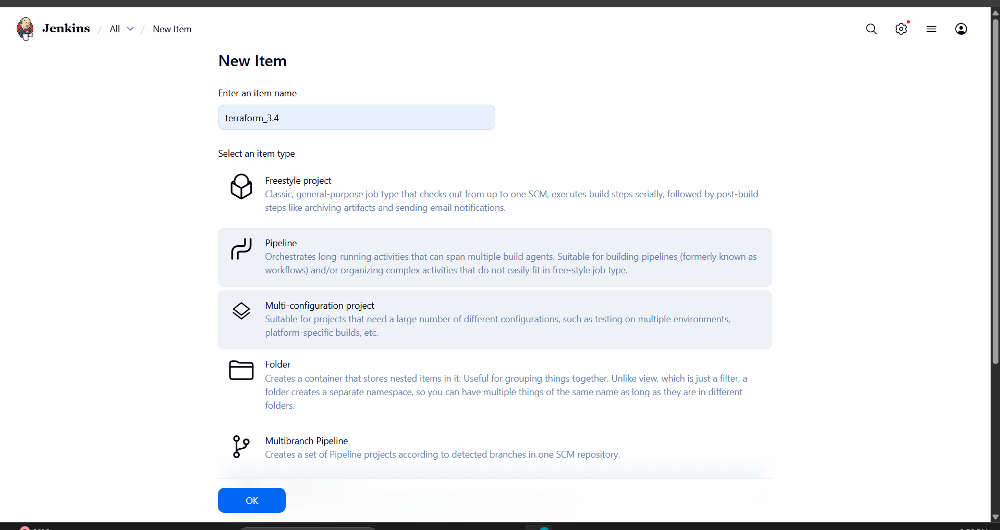 Jenkins / All / New Item
New Item
Enter an item name
terraform_3.4
Select an item type
Freestyle project
Classic, general-purpose job type that checks out from up to one SCM, executes build steps serially, followed by post-build
steps like archiving artifacts and sending email notifications.
Pipeline
Orchestrates long-running activities that can span multiple build agents. Suitable for building pipelines (formerly known as
workflows) and/or organizing complex activities that do not easily fit in free-style job type.
Multi-configuration project
Suitable for projects that need a large number of different configurations, such as testing on multiple environments,
platform-specific builds, etc.
Folder
Creates a container that stores nested items in it. Useful for grouping things together. Unlike view, which is just a filter, a
folder creates a separate namespace, so you can have multiple things of the same name as long as they are in different
folders.
Multibranch Pipeline
Creates a set of Pipeline projects according to detected branches in one SCM repository.
OK